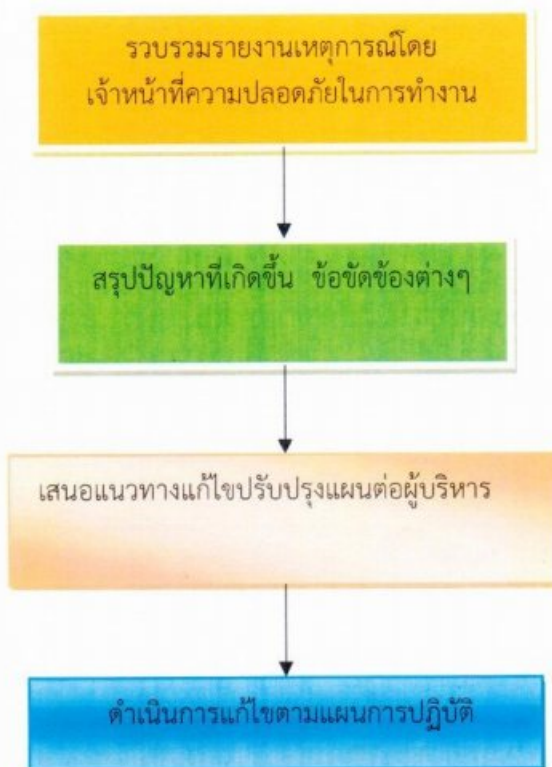 รวบรวมรายงานเหตุการณ์โดย
เจ้าหน้าที่ความปลอดภัยในการทำงาน
สรุปปัญหาที่เกิดขึ้น ข้อขัดข้องต่างๆ
เสนอแนวทางแก้ไขปรับปรุงแผนต่อผู้บริหาร
ดำเนินการแก้ไขตามแผนการปฏิบัติ